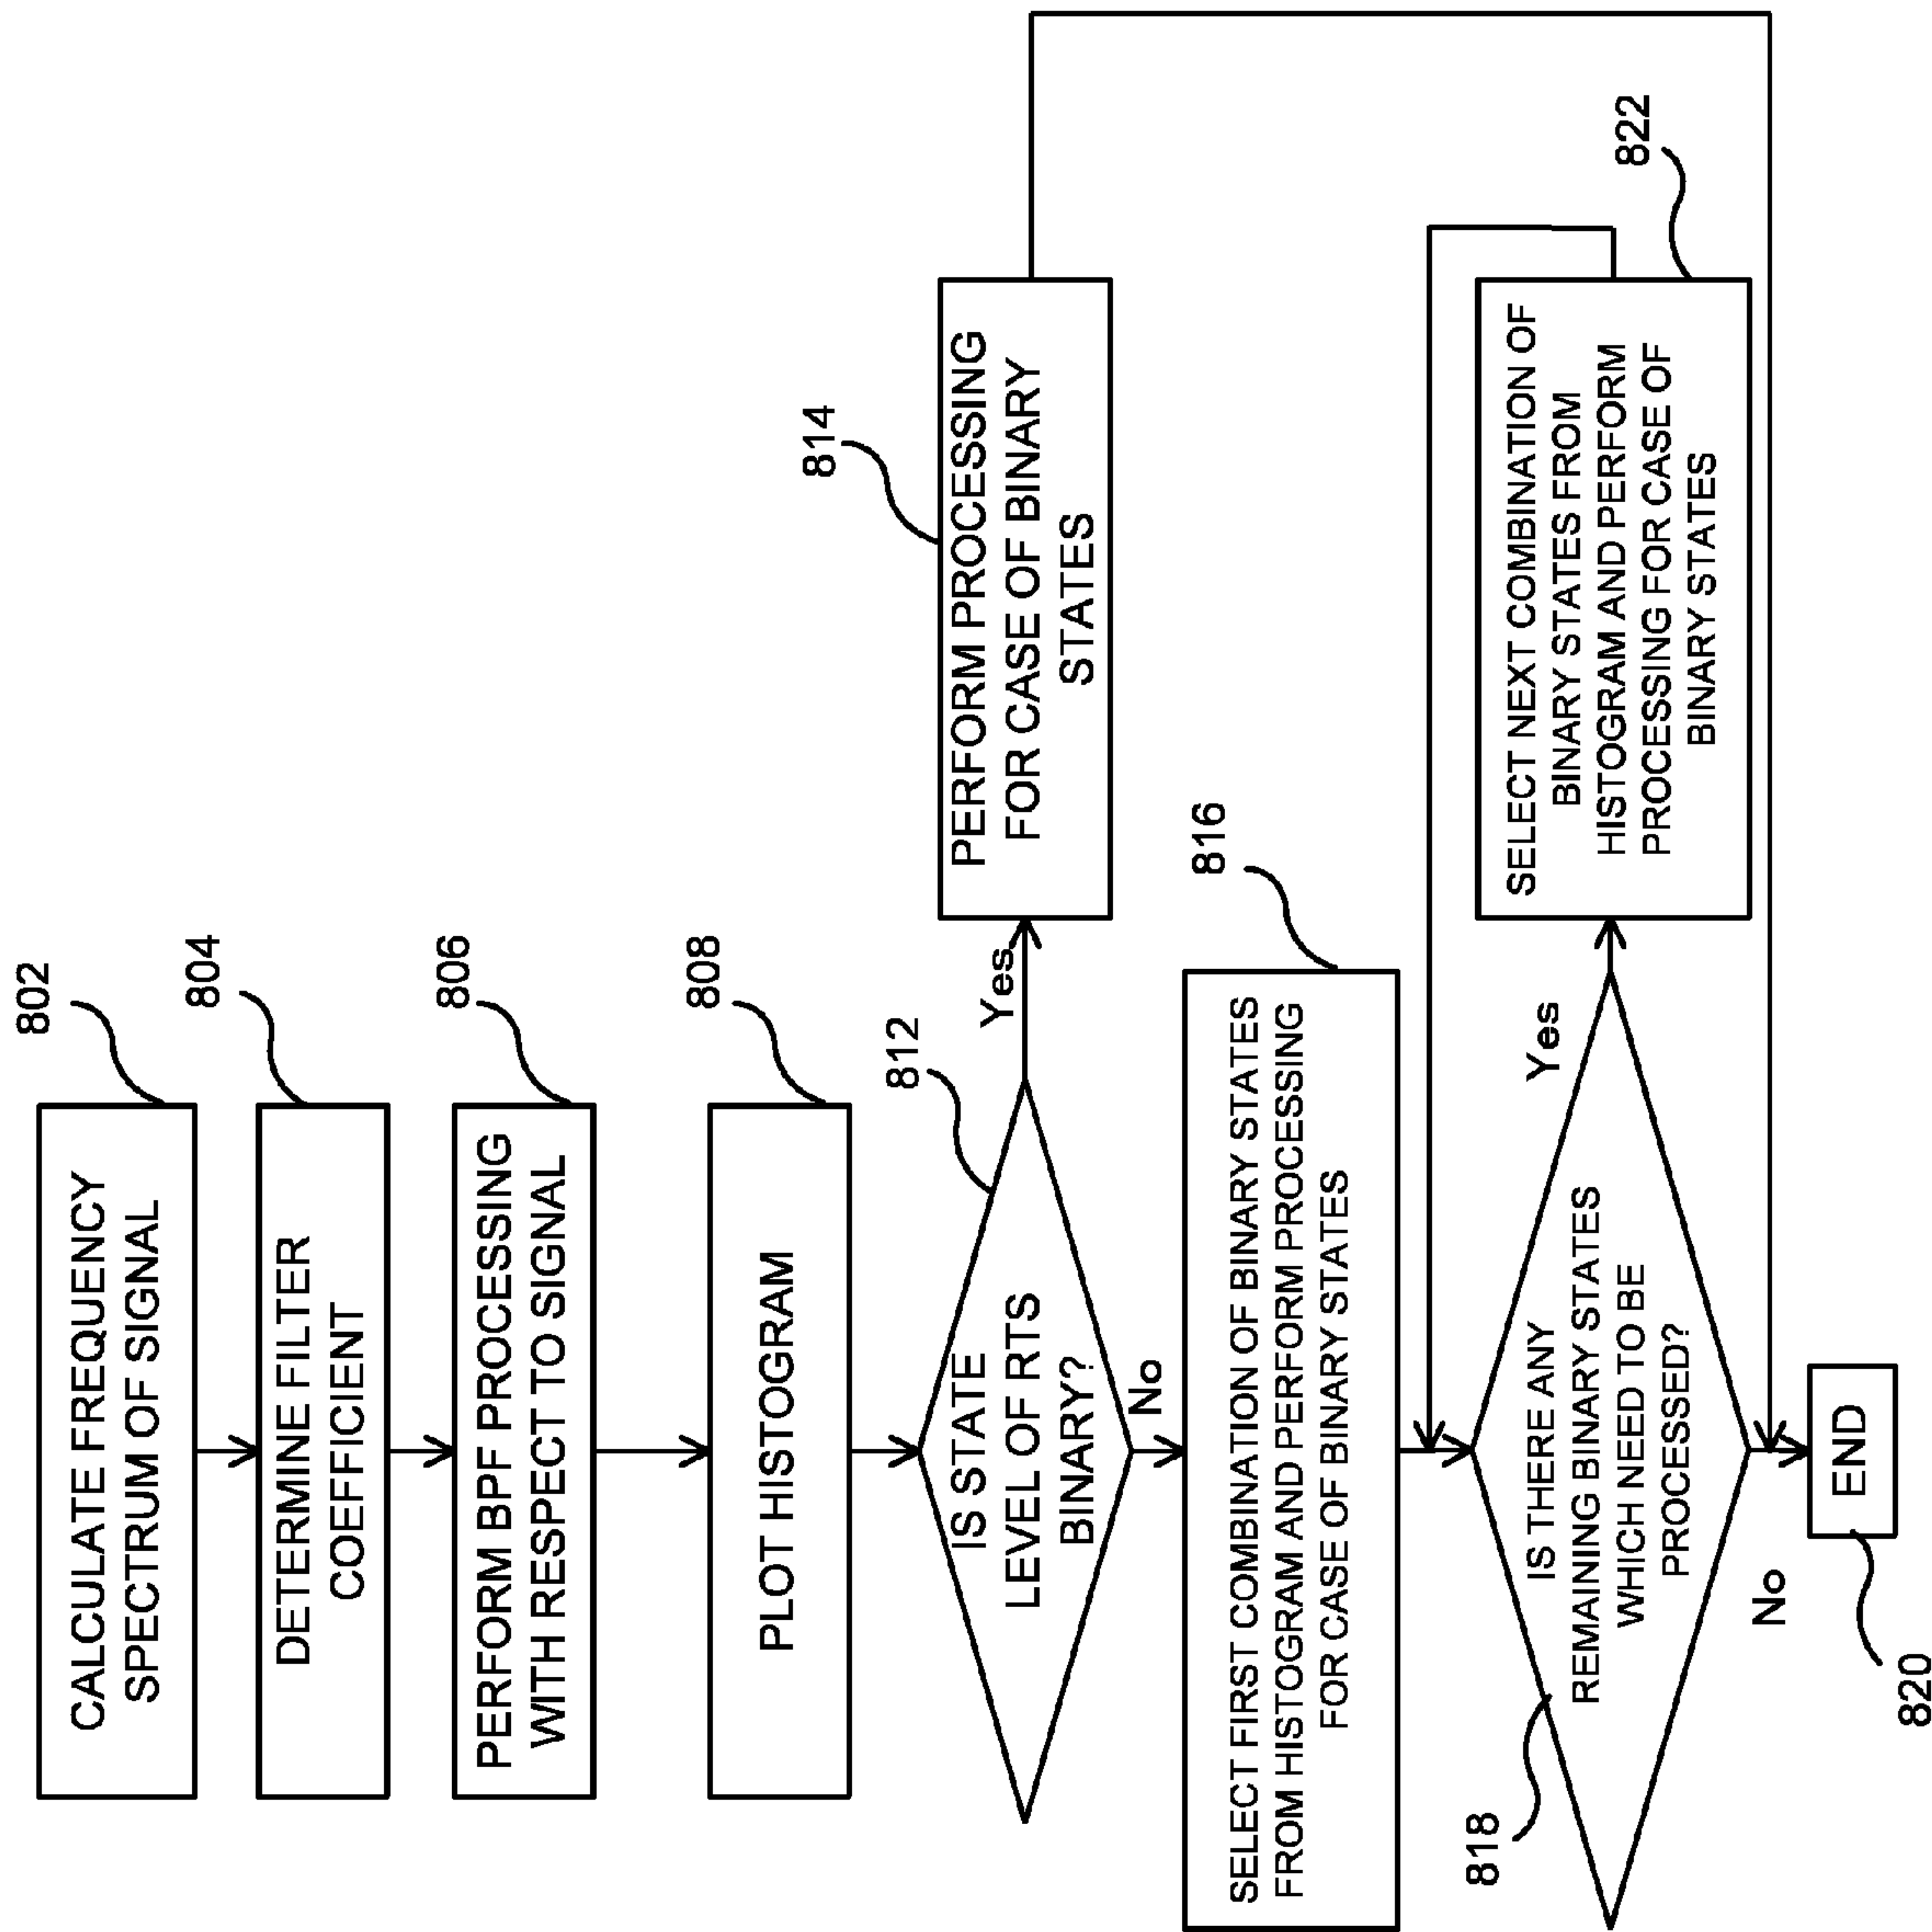 802
CALCULATE FREQUENCY
SPECTRUM OF SIGNAL
804
DETERMINE FILTER
COEFFICIENT
806
PERFORM BPF PROCESSING
WITH RESPECT TO SIGNAL
808
PLOT HISTOGRAM
812
IS STATE
LEVEL OF RTS
BINARY?
Yes
814
PERFORM PROCESSING
FOR CASE OF BINARY
STATES
No
816
SELECT FIRST COMBINATION OF BINARY STATES
FROM HISTOGRAM AND PERFORM PROCESSING
FOR CASE OF BINARY STATES
818
IS THERE ANY
REMAINING BINARY STATES
WHICH NEED TO BE
PROCESSED?
Yes
822
SELECT NEXT COMBINATION OF
BINARY STATES FROM
HISTOGRAM AND PERFORM
PROCESSING FOR CASE OF
BINARY STATES
No
820
END